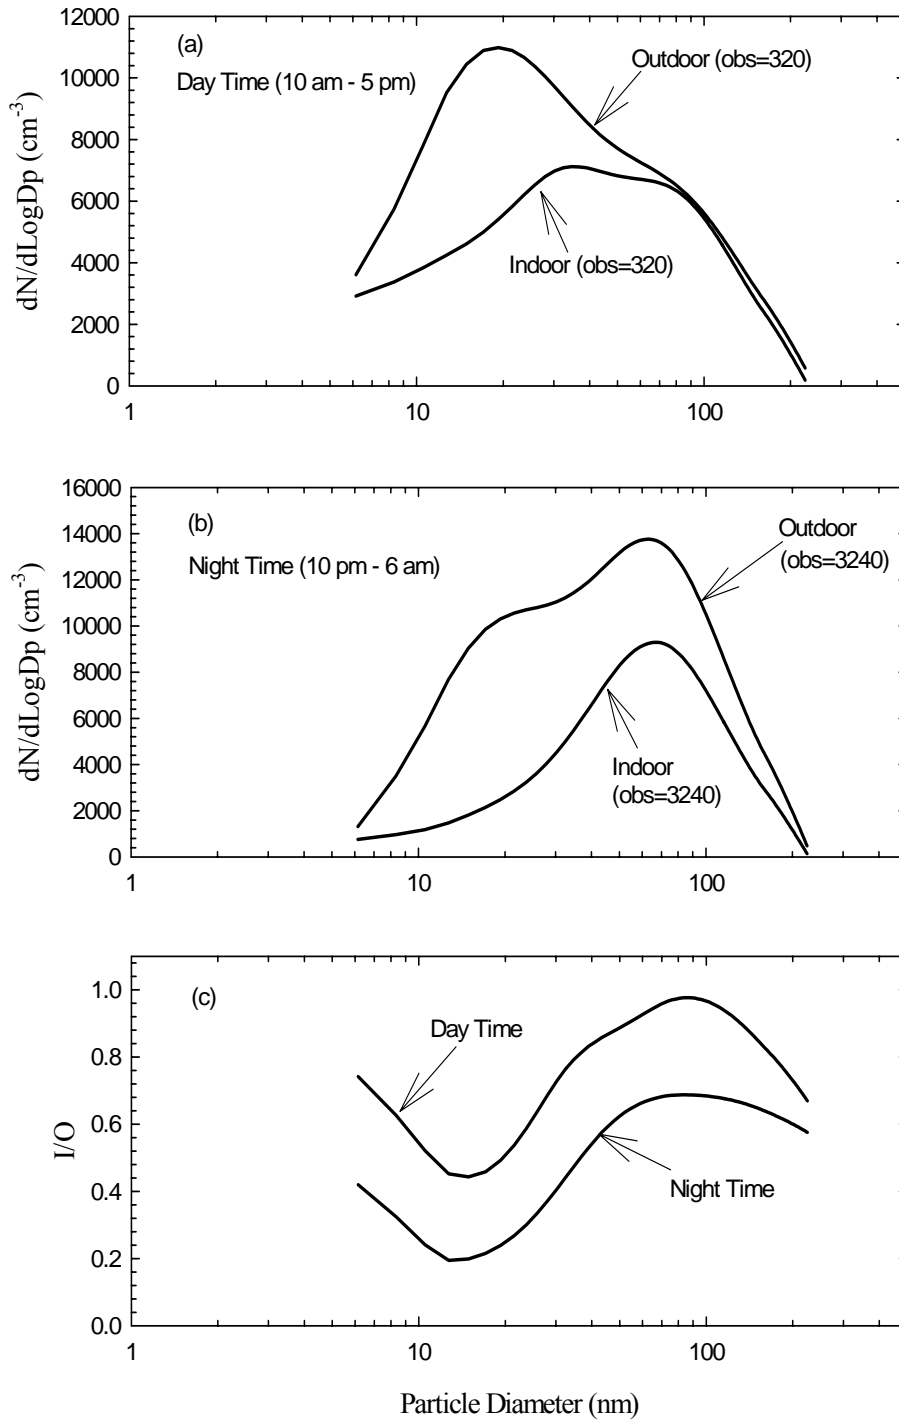 12000
(a)
Outdoor (obs=320)
10000
Day Time (10 am - 5 pm)
8000
dN/dLogDp (cm⁻³)
6000
Indoor (obs=320)
4000
2000
0
1
10
100
16000
(b)
Outdoor
14000
(obs=3240)
Night Time (10 pm - 6 am)
12000
10000
dN/dLogDp (cm⁻³)
8000
6000
Indoor
4000
(obs=3240)
2000
0
1
10
100
1.0
(c)
Day Time
0.8
0.6
I/O
Night Time
0.4
0.2
0.0
1
10
100
Particle Diameter (nm)